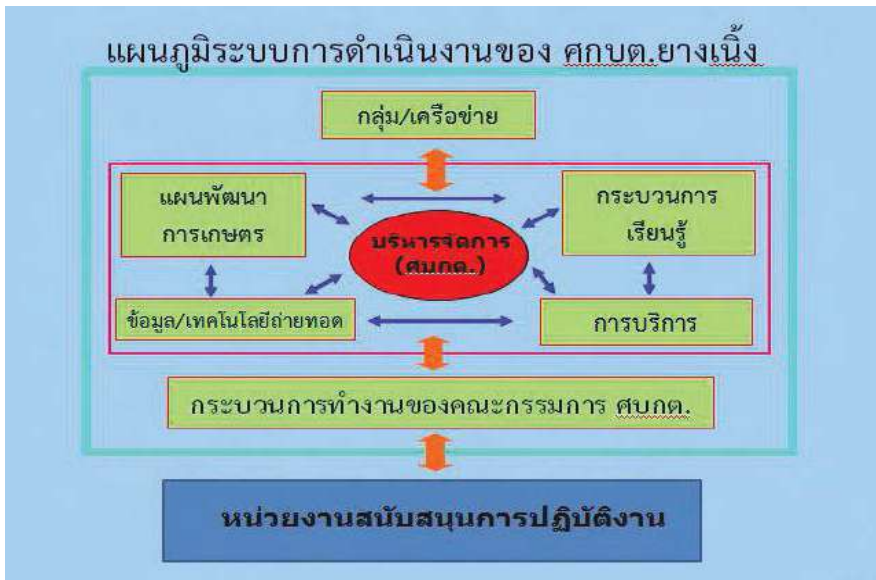 แผนภูมิระบบการดำเนินงานของ ศกบต.ยางเนิ้ง
กลุ่ม/เครือข่าย
แผนพัฒนา
การเกษตร
กระบวนการ
เรียนรู้
บริหารจัดการ
(ศบกต.)
ข้อมูล/เทคโนโลยีถ่ายทอด
การบริการ
กระบวนการทำงานของคณะกรรมการ ศบกต.
หน่วยงานสนับสนุนการปฏิบัติงาน